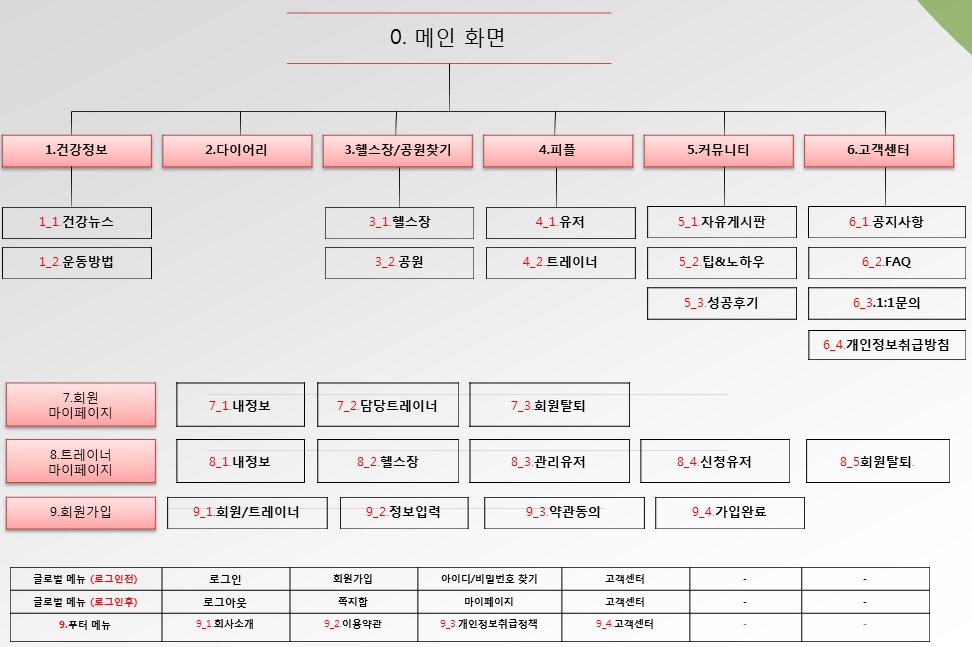 0. 메인 화면
1.건강정보
2.다이어리
3.헬스장/공원찾기
4.피플
5.커뮤니티
6.고객센터
1_1.건강뉴스
3_1.헬스장
4_1.유저
5_1.자유게시판
6_1.공지사항
1_2.운동방법
3_2.공원
4_2.트레이너
5_2.팁&노하우
6_2.FAQ
5_3.성공후기
6_3.1:1문의
6_4.개인정보취급방침
7.회원
마이페이지
7_1.내정보
7_2.담당트레이너
7_3.회원탈퇴
8.트레이너
마이페이지
8_1.내정보
8_2.헬스장
8_3.관리유저
8_4.신청유저
8_5회원탈퇴.
9.회원가입
9_1.회원/트레이너
9_2.정보입력
9_3.약관동의
9_4.가입완료
글로벌 메뉴 (로그인전) 로그인 회원가입 아이디/비밀번호 찾기 고객센터 - -
글로벌 메뉴 (로그인후) 로그아웃 쪽지함 마이페이지 고객센터 - -
9.푸터 메뉴 9_1.회사소개 9_2.이용약관 9_3.개인정보취급정책 9_4.고객센터 - -